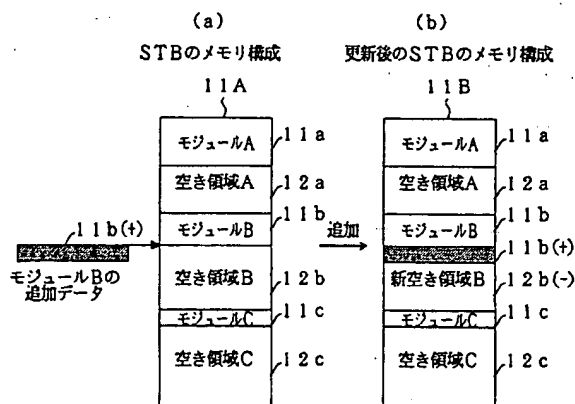 (a)
STBのメモリ構成
11A
モジュールA
11a
空き領域A
12a
モジュールB
11b
11b(+)
モジュールBの
追加データ
空き領域B
12b
モジュールC
11c
空き領域C
12c
追加
(b)
更新後のSTBのメモリ構成
11B
モジュールA
11a
空き領域A
12a
モジュールB
11b
11b(+)
新空き領域B
12b(-)
モジュールC
11c
空き領域C
12c